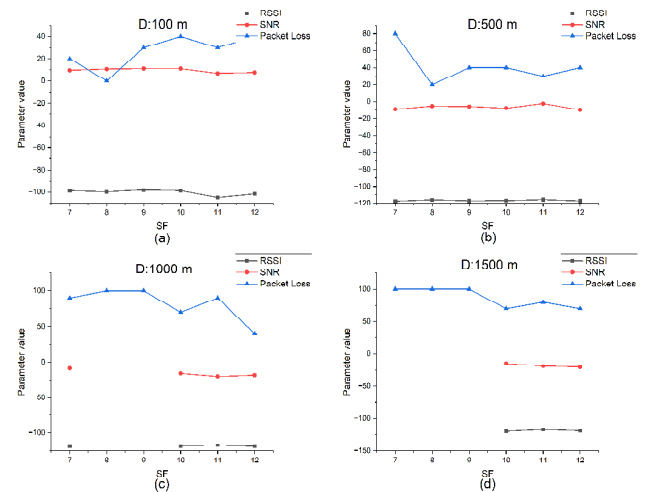 D:100 m
RSSI
SNR
Packet Loss
Parameter value
40
20
0
−20
−40
−60
−80
−100
7 8 9 10 11 12
SF
(a)
D:500 m
RSSI
SNR
Packet Loss
Parameter value
80
60
40
20
0
−20
−40
−60
−80
−100
−120
7 8 9 10 11 12
SF
(b)
D:1000 m
RSSI
SNR
Packet Loss
Parameter value
100
50
0
−50
−100
7 8 9 10 11 12
SF
(c)
D:1500 m
RSSI
SNR
Packet Loss
Parameter value
100
50
0
−50
−100
−150
7 8 9 10 11 12
SF
(d)